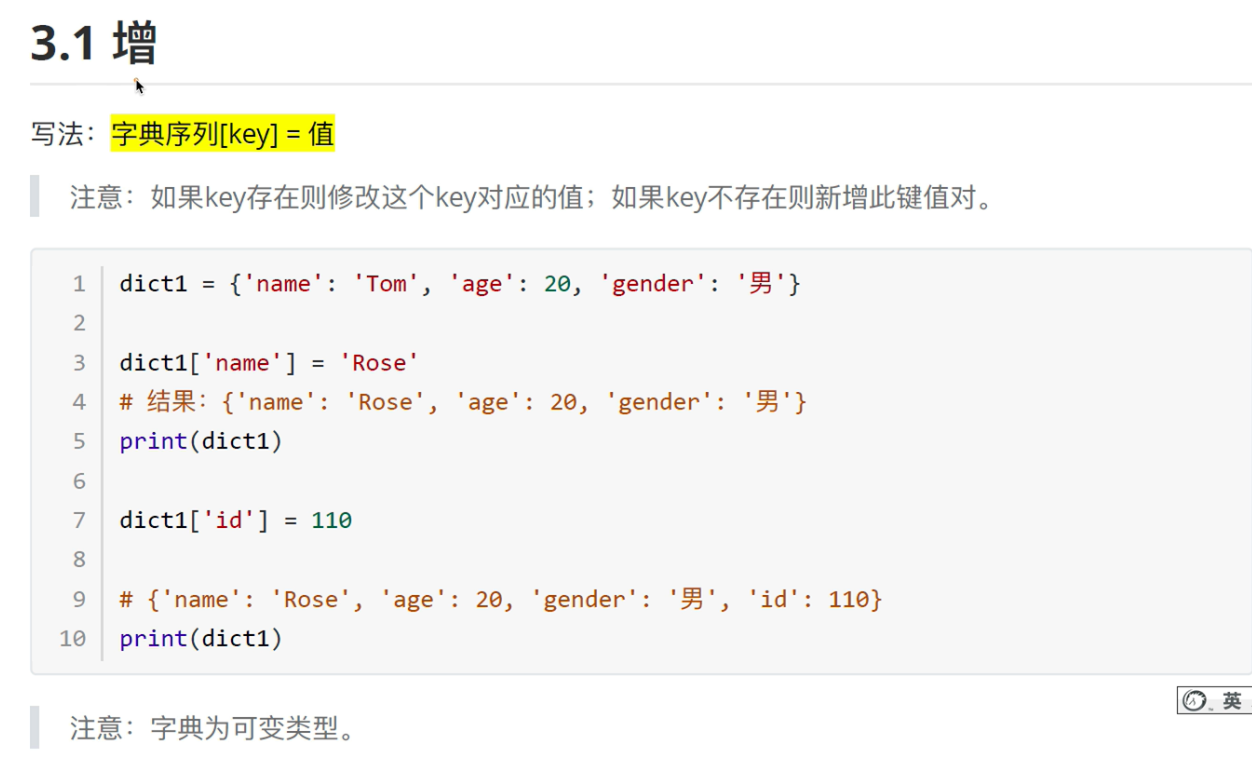 3.1 增
写法：字典序列[key] = 值
注意：如果key存在则修改这个key对应的值；如果key不存在则新增此键值对。
1 dict1 = {'name': 'Tom', 'age': 20, 'gender': '男'}
2
3 dict1['name'] = 'Rose'
4 # 结果：{'name': 'Rose', 'age': 20, 'gender': '男'}
5 print(dict1)
6
7 dict1['id'] = 110
8
9 # {'name': 'Rose', 'age': 20, 'gender': '男', 'id': 110}
10 print(dict1)
英
注意：字典为可变类型。